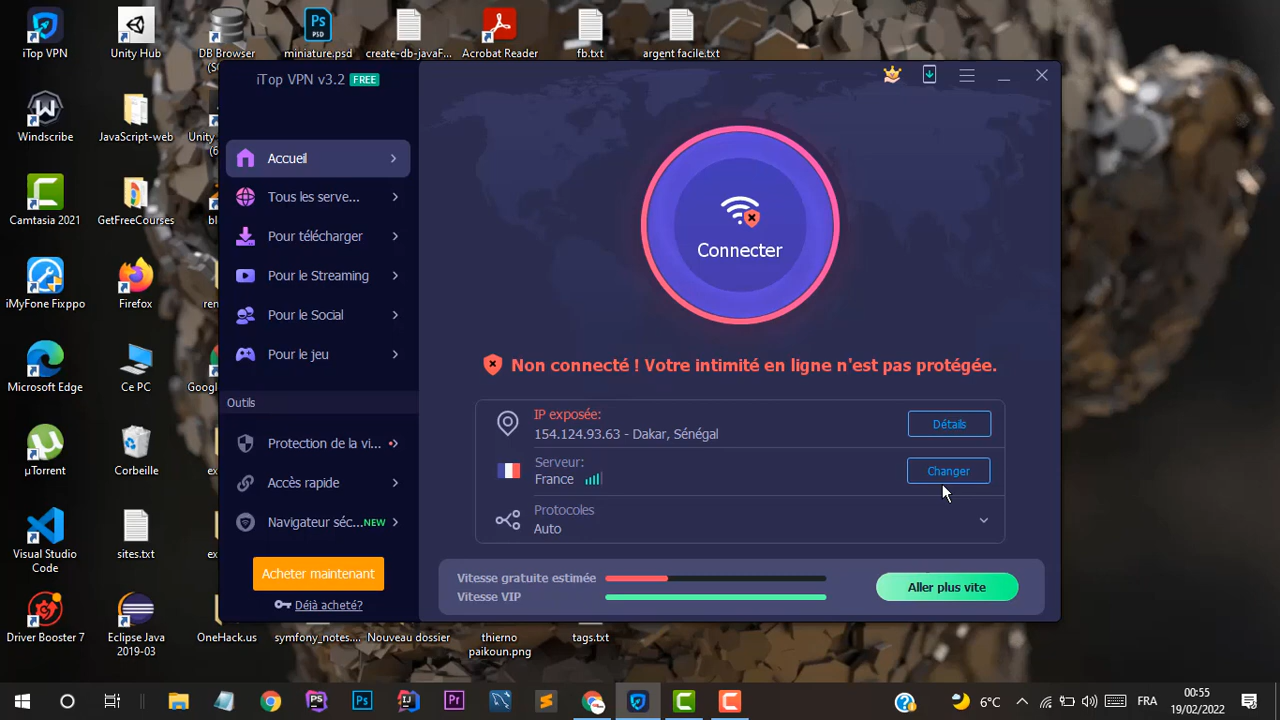 iTop VPN
Unity Hub
DB Browser
miniature.psd
create-db-javaF...
Acrobat Reader
fb.txt
argent facile.txt
Windscribe
JavaScript-web
Unity
Camtasia 2021
GetFreeCourses
bl
iMyFone Fixppo
Firefox
ren
Microsoft Edge
Ce PC
Googl
µTorrent
Corbeille
ex
Visual Studio
Code
sites.txt
ex
Driver Booster 7
Eclipse Java
2019-03
OneHack.us
symfony_notes....
Nouveau dossier
thierno
paikoun.png
tags.txt
iTop VPN v3.2 FREE
Accueil
Tous les serve...
Pour télécharger
Pour le Streaming
Pour le Social
Pour le jeu
Outils
Protection de la vi...
Accès rapide
Navigateur séc... NEW
Acheter maintenant
Déjà acheté?
Connecter
Non connecté ! Votre intimité en ligne n'est pas protégée.
IP exposée:
154.124.93.63 - Dakar, Sénégal
Détails
Serveur:
France
Changer
Protocoles
Auto
Vitesse gratuite estimée
Vitesse VIP
Aller plus vite
6°C
FRA
00:55
19/02/2022